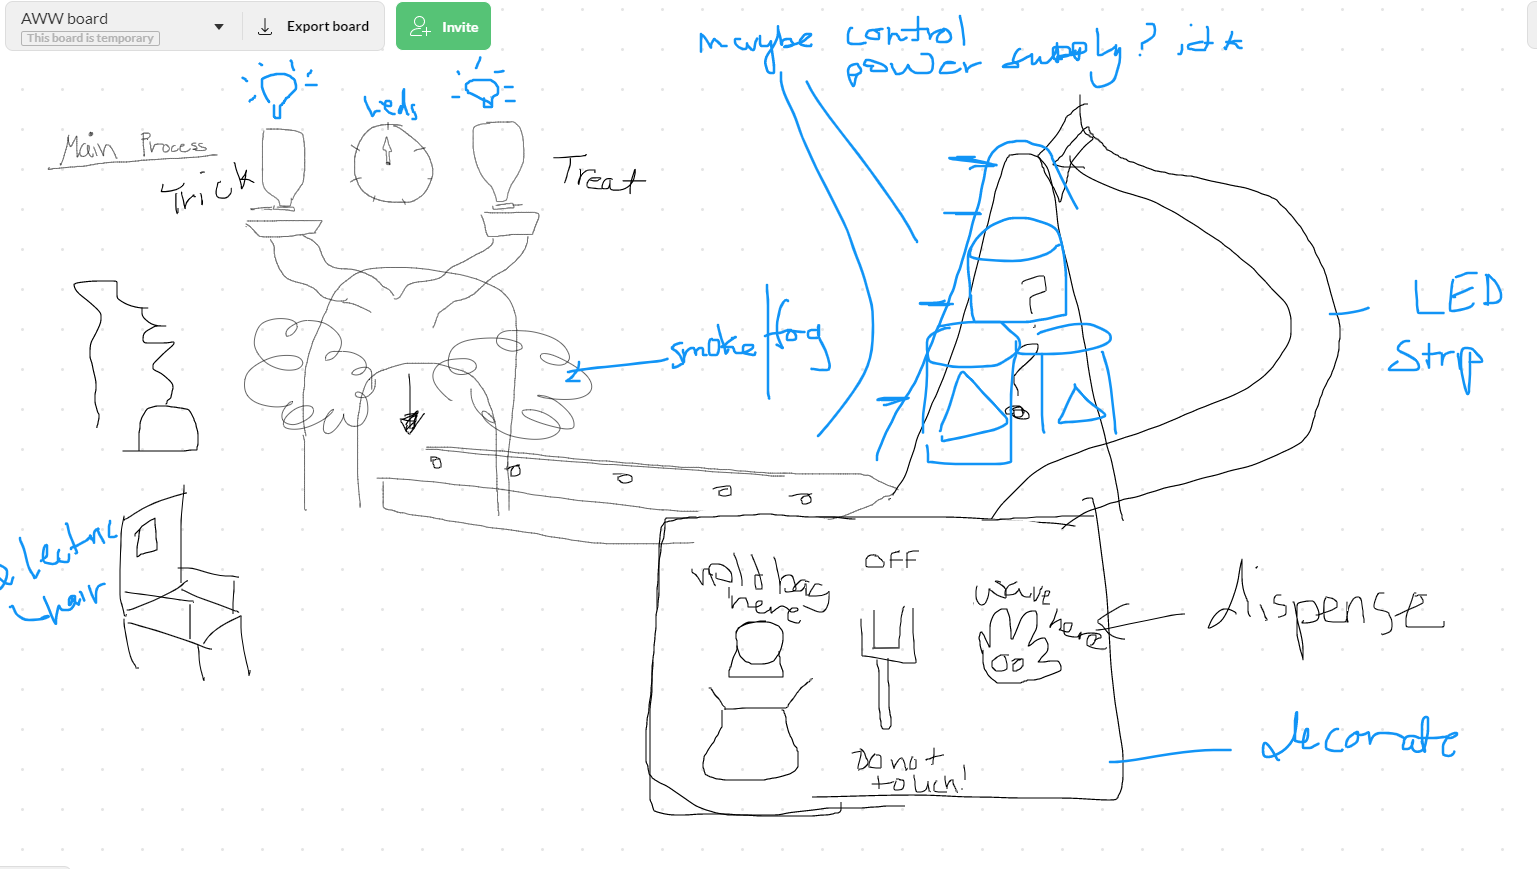 AWW board
This board is temporary
Export board
Invite
maybe control
power supply? idk
Leds
Main Process
Trick
Treat
smoke/fog
?
?
LED
Strip
Electric
chair
Hold bag
here
OFF
wave
here
Do not
touch!
dispense
decorate